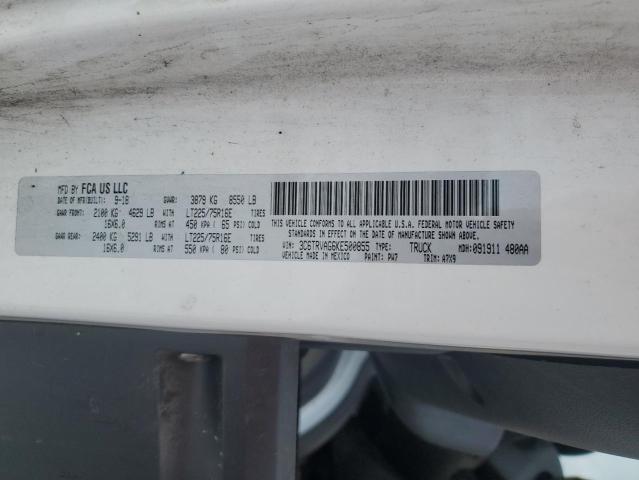 MFD BY FCA US LLC
DATE OF MFR(BUILT): 9-18 GVWR: 3879 KG 8550 LB
GAWR FRONT: 2100 KG 4629 LB LT225/75R16E TIRES
16X6.0 RIMS AT 450 KPA ( 65 PSI) COLD
GAWR REAR: 2400 KG 5291 LB LT225/75R16E TIRES
16X6.0 RIMS AT 550 KPA ( 80 PSI) COLD
THIS VEHICLE CONFORMS TO ALL APPLICABLE U.S.A. FEDERAL MOTOR VEHICLE SAFETY
STANDARDS IN EFFECT ON THE DATE OF MANUFACTURE SHOWN ABOVE.
VIN: 3C6TRVAG6KE500855 TYPE: TRUCK MDH: 091911 480AA
VEHICLE MADE IN MEXICO PAINT: PW7 TRIM: A7X9